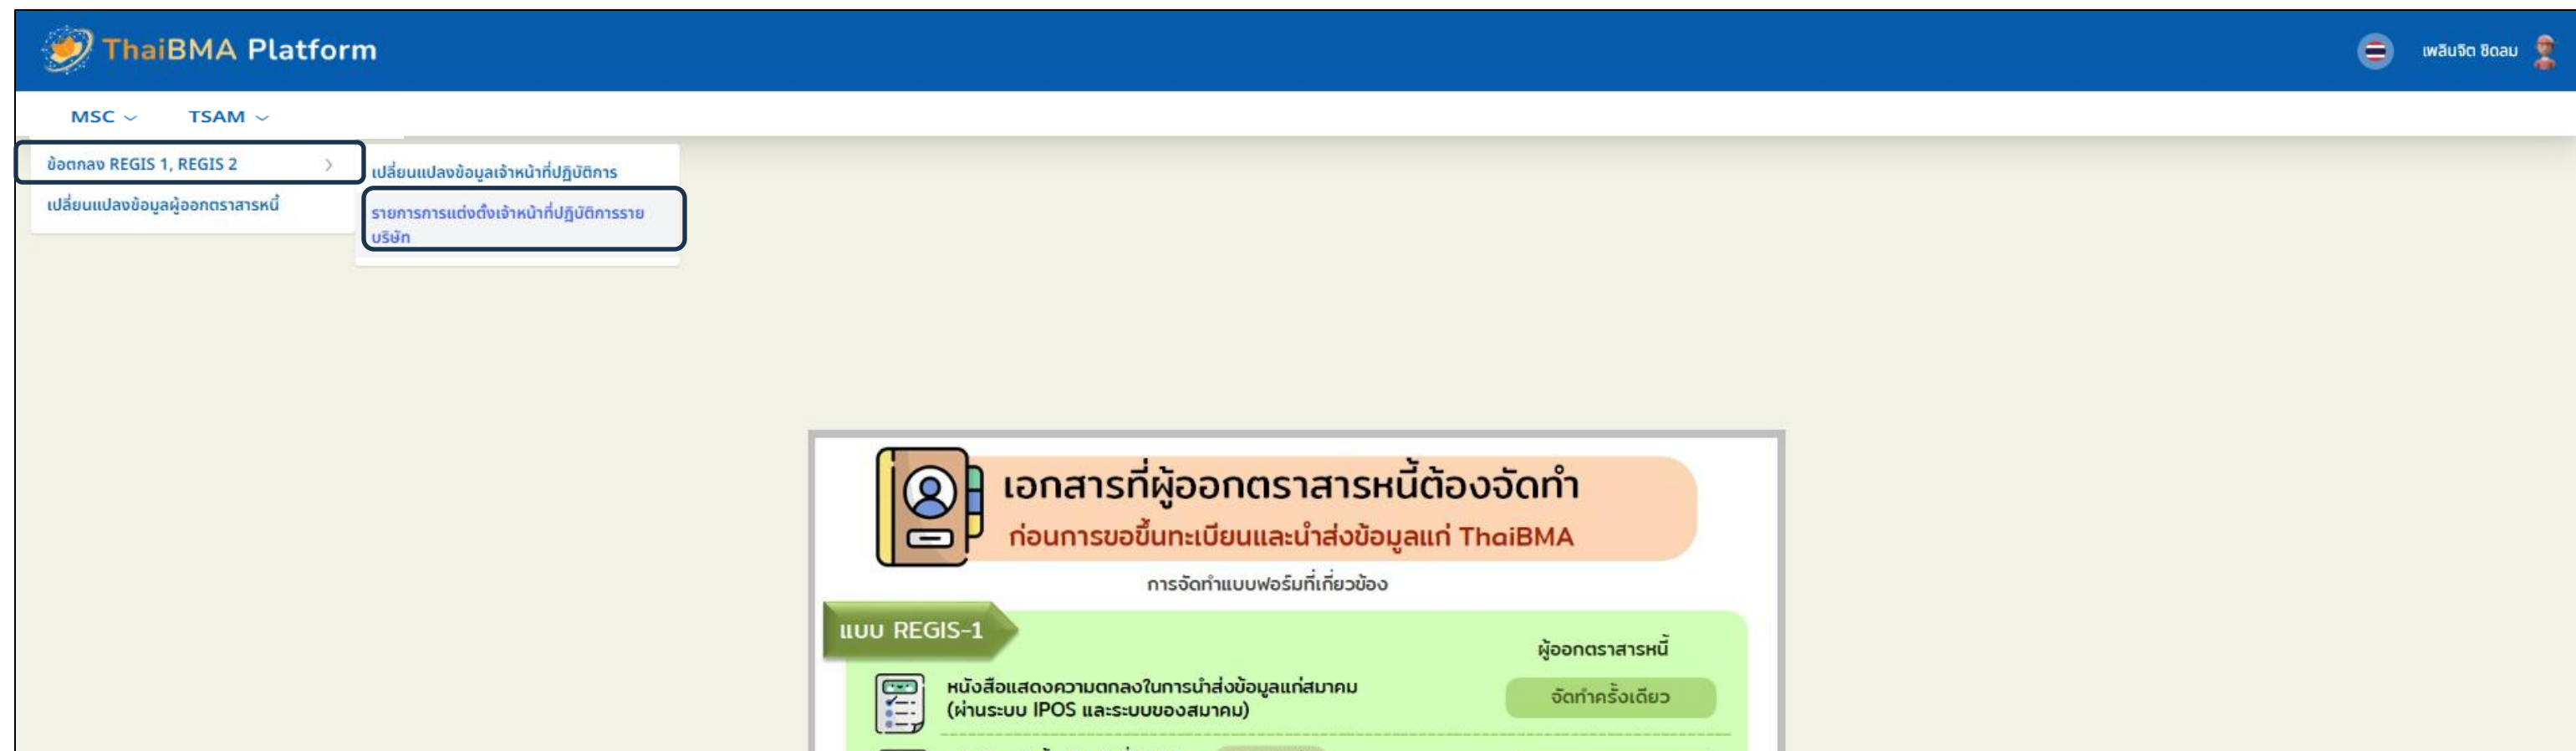 ThaiBMA Platform
เพลินจิต ชิดลม
MSC TSAM
ข้อตกลง REGIS 1, REGIS 2
เปลี่ยนแปลงข้อมูลผู้ออกตราสารหนี้
เปลี่ยนแปลงข้อมูลเจ้าหน้าที่ปฏิบัติการ
รายการการแต่งตั้งเจ้าหน้าที่ปฏิบัติการราย
บริษัท
เอกสารที่ผู้ออกตราสารหนี้ต้องจัดทำ
ก่อนการขอขึ้นทะเบียนและนำส่งข้อมูลแก่ ThaiBMA
การจัดทำแบบฟอร์มที่เกี่ยวข้อง
แบบ REGIS-1
ผู้ออกตราสารหนี้
หนังสือแสดงความตกลงในการนำส่งข้อมูลแก่สมาคม
(ผ่านระบบ IPOS และระบบของสมาคม)
จัดทำครั้งเดียว